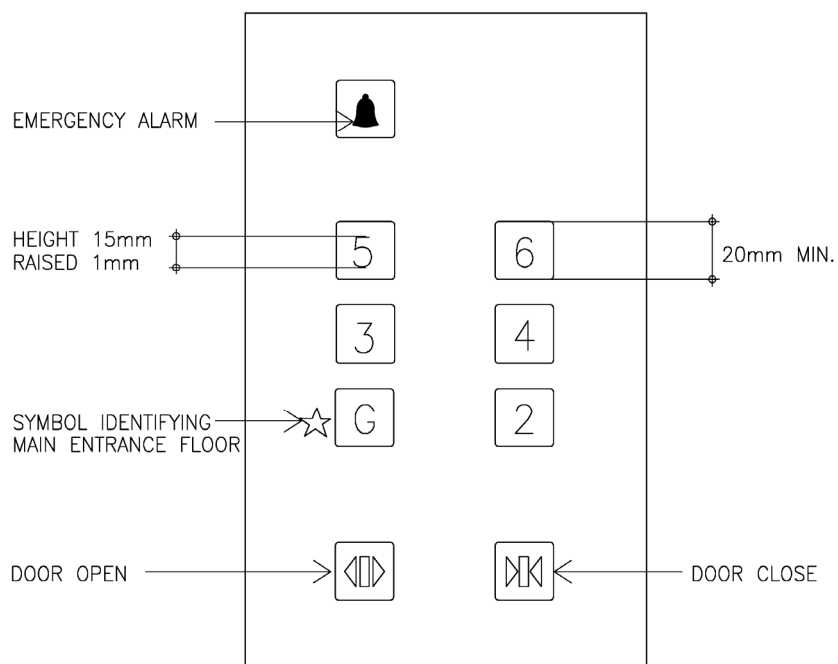 EMERGENCY ALARM
HEIGHT 15mm
RAISED 1mm
5
6
20mm MIN.
3
4
SYMBOL IDENTIFYING
MAIN ENTRANCE FLOOR
G
2
DOOR OPEN
DOOR CLOSE